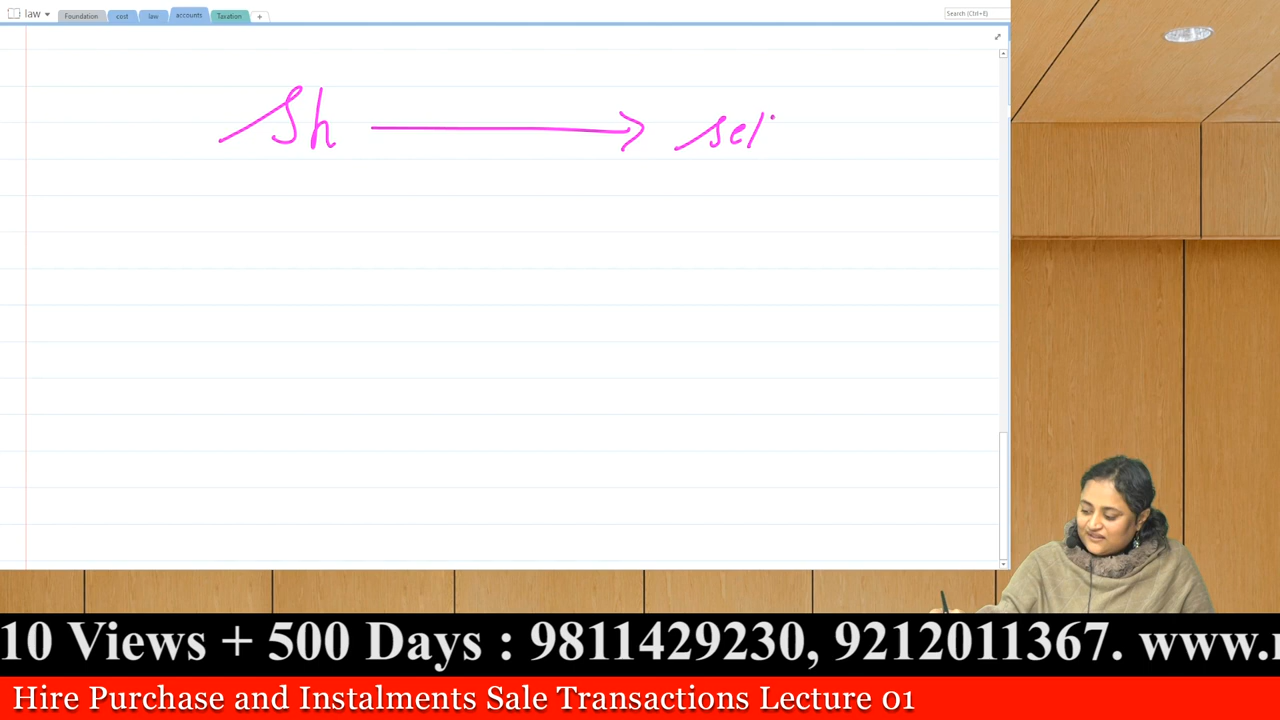 law
Foundation cost law accounts Taxation +
Search (Ctrl+E)
Sh → sel
10 Views + 500 Days : 9811429230, 9212011367. www.
Hire Purchase and Instalments Sale Transactions Lecture 01